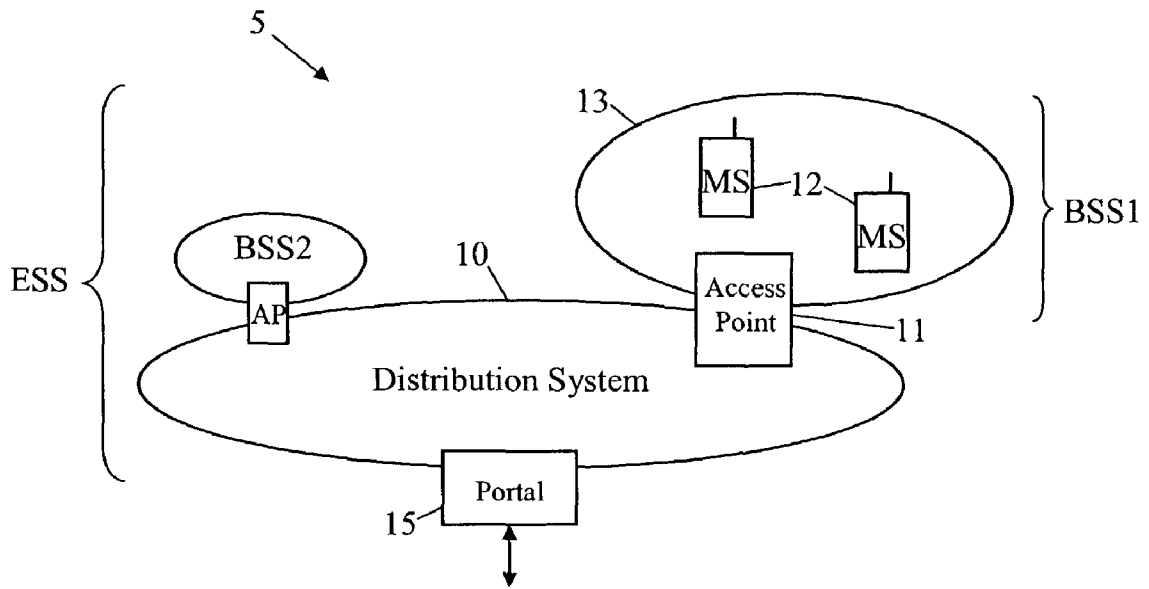 5
13
MS
12
MS
BSS1
BSS2
ESS
10
AP
Access
Point
11
Distribution System
Portal
15